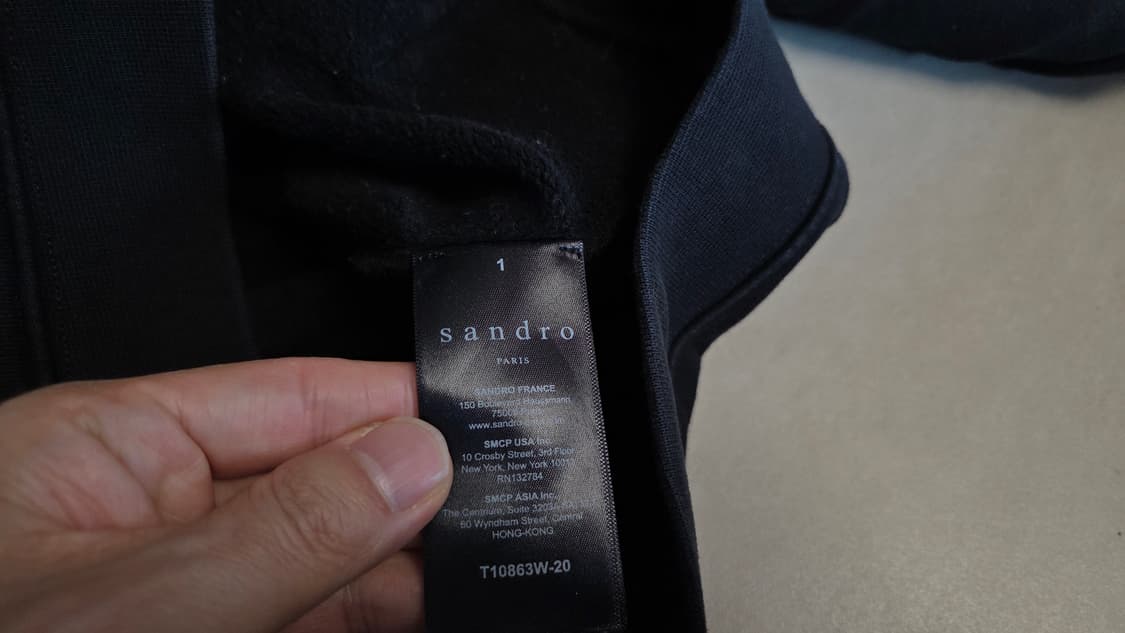 1
sandro
PARIS
SANDRO FRANCE
150 Boulevard Haussmann
Paris
SMCP USA Inc.
10 Crosby Street, 3rd Floor
New York, New York
RN132784
SMCP ASIA Inc.
The Centrium, Suite
60 Wyndham Street, Central
HONG-KONG
T10863W-20